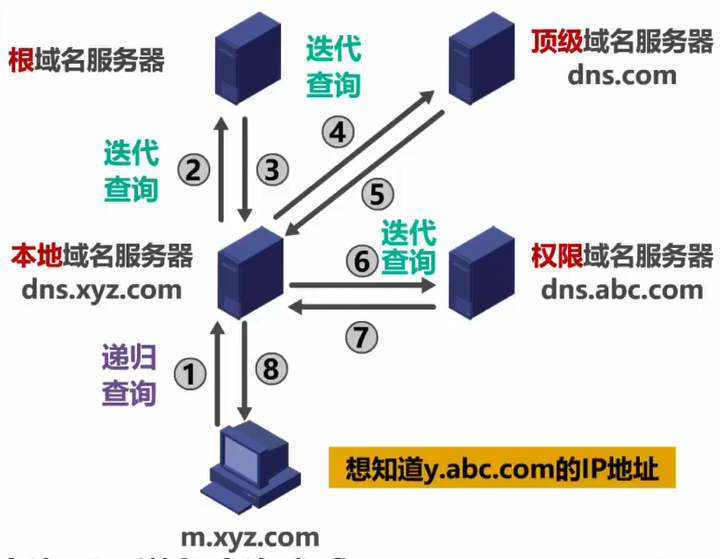 根域名服务器
迭代
查询
顶级域名服务器
dns.com
④
迭代
查询
②
③
⑤
本地域名服务器
dns.xyz.com
迭代
查询
⑥
权限域名服务器
dns.abc.com
⑦
递归
查询
①
⑧
想知道y.abc.com的IP地址
m.xyz.com